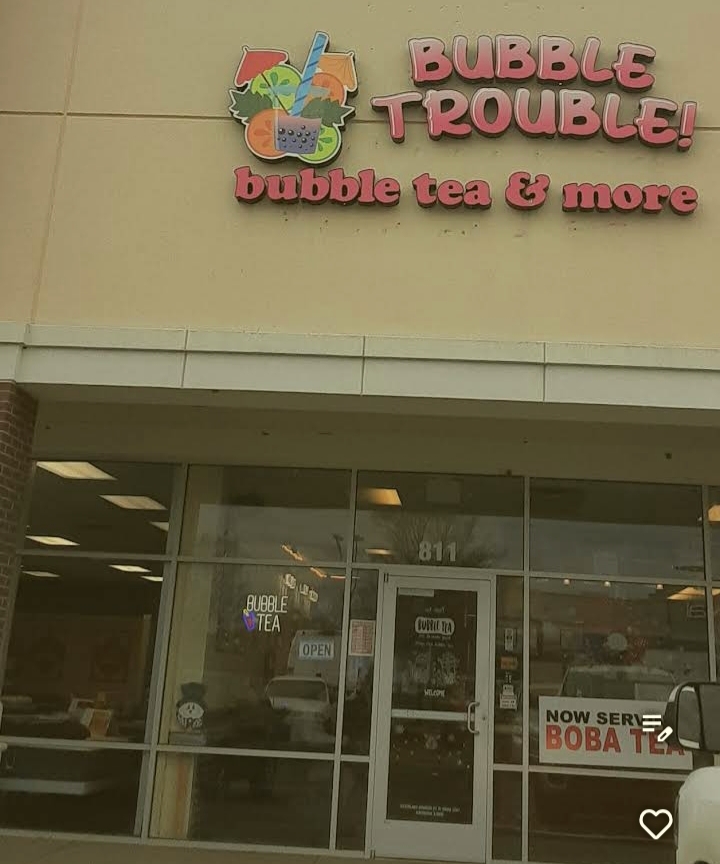 BUBBLE
TROUBLE!
bubble tea & more
811
BUBBLE
TEA
OPEN
BUBBLE TEA
WELCOME
NOW SERV
BOBA TEA